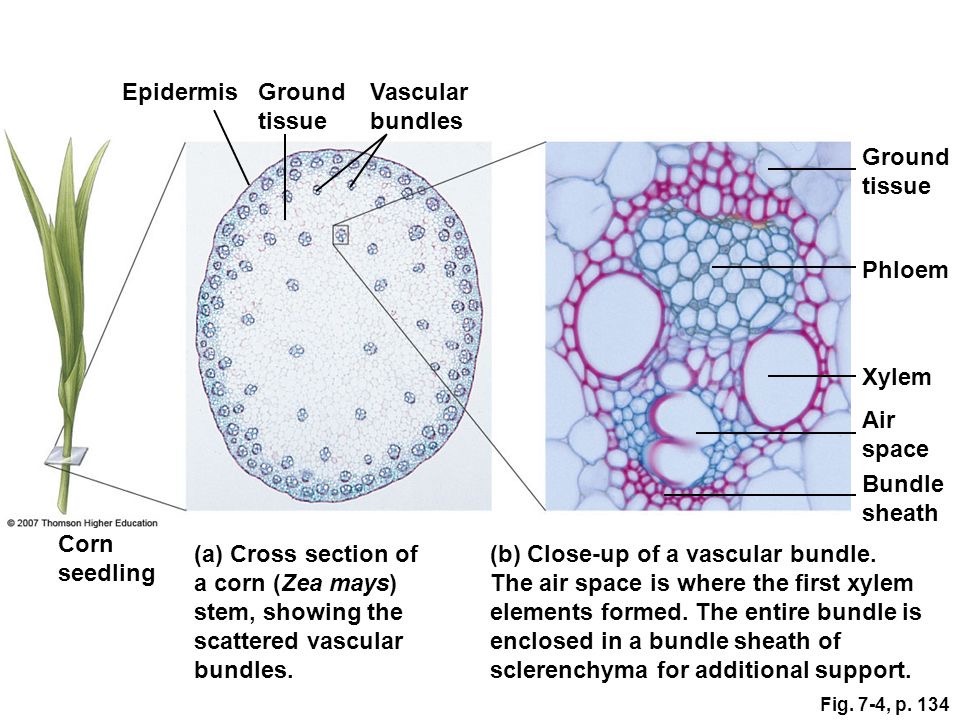 Epidermis
Ground
tissue
Vascular
bundles
Ground
tissue
Phloem
Xylem
Air
space
Bundle
sheath
© 2007 Thomson Higher Education
Corn
seedling
(a) Cross section of
a corn (Zea mays)
stem, showing the
scattered vascular
bundles.
(b) Close-up of a vascular bundle.
The air space is where the first xylem
elements formed. The entire bundle is
enclosed in a bundle sheath of
sclerenchyma for additional support.
Fig. 7-4, p. 134